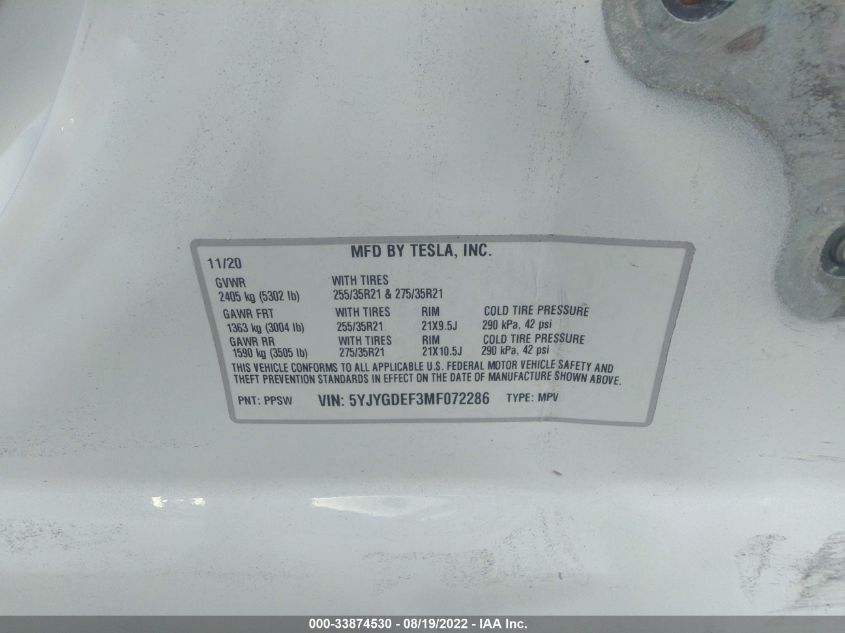 MFD BY TESLA, INC.
11/20
GVWR WITH TIRES
2405 kg (5302 lb) 255/35R21 & 275/35R21
GAWR FRT WITH TIRES RIM COLD TIRE PRESSURE
1363 kg (3004 lb) 255/35R21 21X9.5J 290 kPa, 42 psi
GAWR RR WITH TIRES RIM COLD TIRE PRESSURE
1590 kg (3505 lb) 275/35R21 21X10.5J 290 kPa, 42 psi
THIS VEHICLE CONFORMS TO ALL APPLICABLE U.S. FEDERAL MOTOR VEHICLE SAFETY AND
THEFT PREVENTION STANDARDS IN EFFECT ON THE DATE OF MANUFACTURE SHOWN ABOVE.
PNT: PPSW VIN: 5YJYGDEF3MF072286 TYPE: MPV
000-33874530 - 08/19/2022 - IAA Inc.